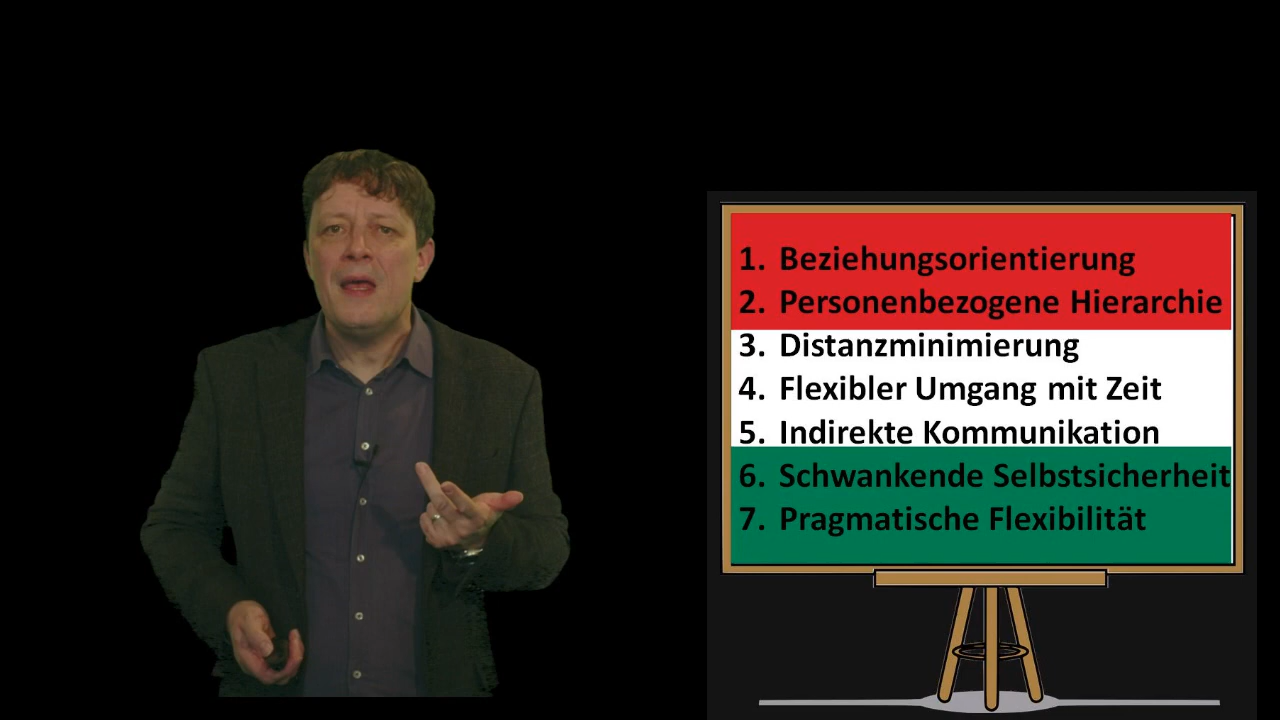 1. Beziehungsorientierung
2. Personenbezogene Hierarchie
3. Distanzminimierung
4. Flexibler Umgang mit Zeit
5. Indirekte Kommunikation
6. Schwankende Selbstsicherheit
7. Pragmatische Flexibilität